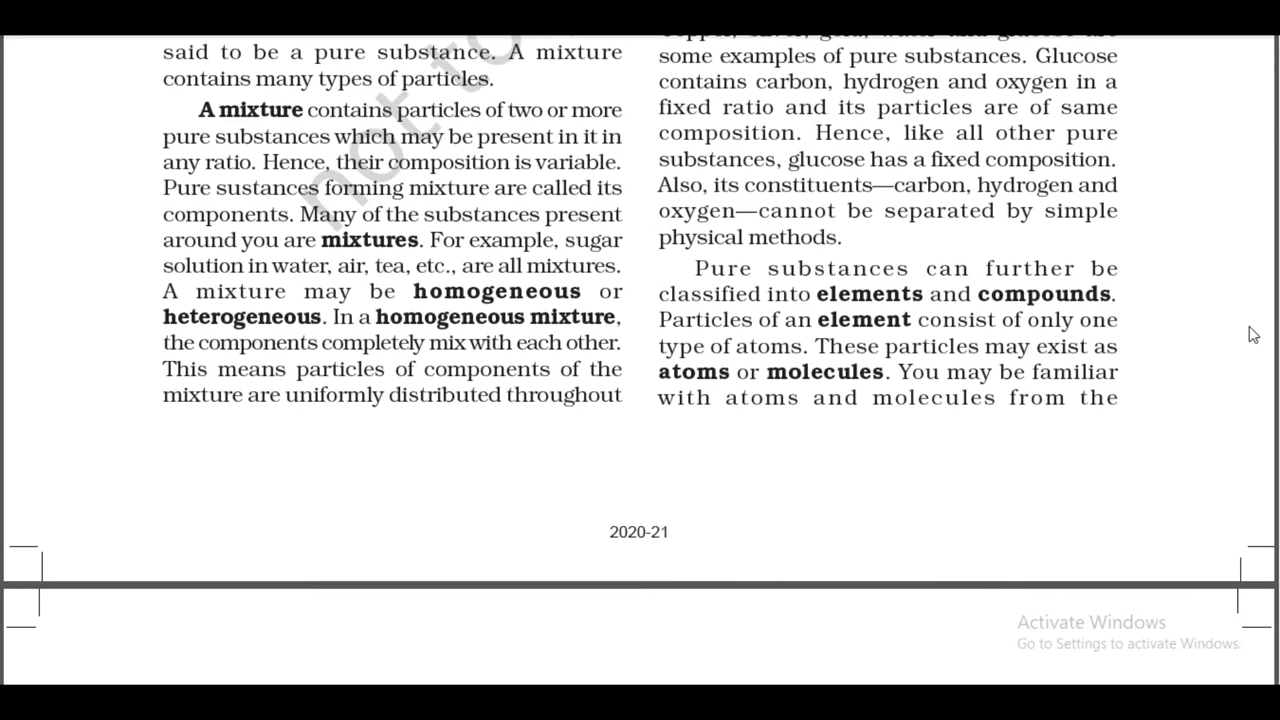 said to be a pure substance. A mixture
contains many types of particles.
A mixture contains particles of two or more
pure substances which may be present in it in
any ratio. Hence, their composition is variable.
Pure sustances forming mixture are called its
components. Many of the substances present
around you are mixtures. For example, sugar
solution in water, air, tea, etc., are all mixtures.
A mixture may be homogeneous or
heterogeneous. In a homogeneous mixture,
the components completely mix with each other.
This means particles of components of the
mixture are uniformly distributed throughout
copper, silver, gold, water and glucose are
some examples of pure substances. Glucose
contains carbon, hydrogen and oxygen in a
fixed ratio and its particles are of same
composition. Hence, like all other pure
substances, glucose has a fixed composition.
Also, its constituents—carbon, hydrogen and
oxygen—cannot be separated by simple
physical methods.
Pure substances can further be
classified into elements and compounds.
Particles of an element consist of only one
type of atoms. These particles may exist as
atoms or molecules. You may be familiar
with atoms and molecules from the
not to
2020-21
Activate Windows
Go to Settings to activate Windows.